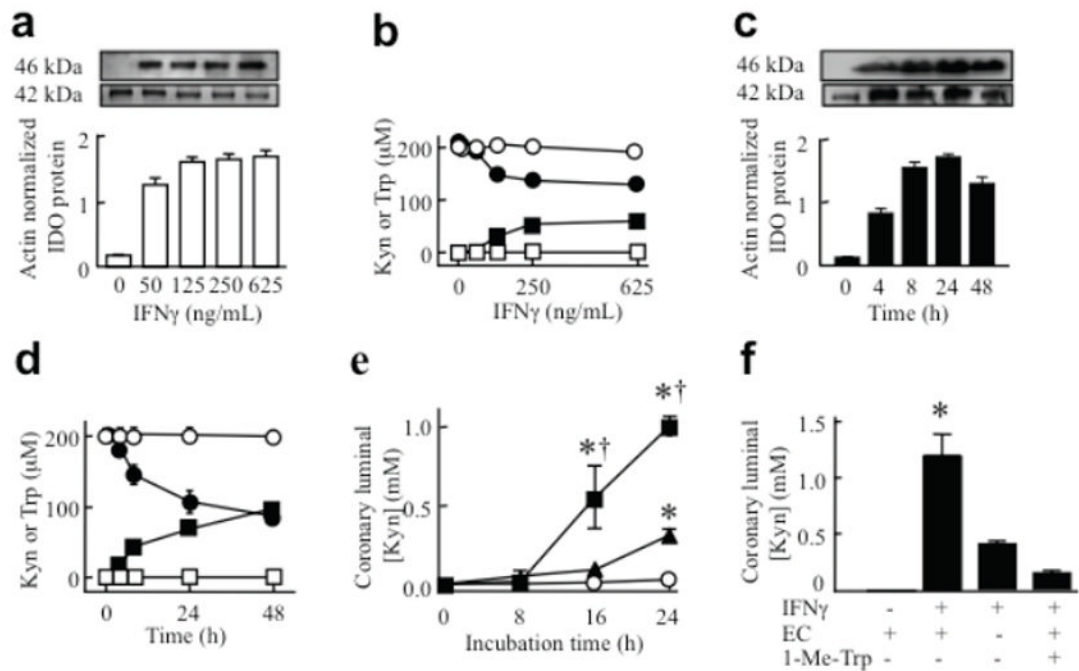 a
46 kDa
42 kDa
Actin normalized
IDO protein
2
1
0
0 50 125 250 625
IFNγ (ng/mL)
b
Kyn or Trp (μM)
200
100
0
0 250 625
IFNγ (ng/mL)
c
46 kDa
42 kDa
Actin normalized
IDO protein
2
1
0
0 4 8 24 48
Time (h)
d
Kyn or Trp (μM)
200
100
0
0 24 48
Time (h)
e
Coronary luminal
[Kyn] (mM)
1.0
0.5
0.0
*†
*†
*
0 8 16 24
Incubation time (h)
f
Coronary luminal
[Kyn] (mM)
1.5
1.0
0.5
0
*
IFNγ - + + +
EC + + - +
1-Me-Trp - - - +